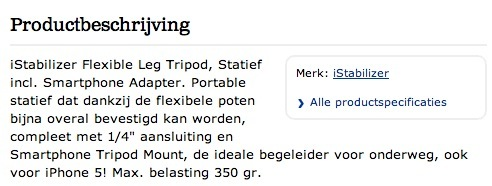 Productbeschrijving
iStabilizer Flexible Leg Tripod, Statief
incl. Smartphone Adapter. Portable
statief dat dankzij de flexibele poten
bijna overal bevestigd kan worden,
compleet met 1/4" aansluiting en
Smartphone Tripod Mount, de ideale begeleider voor onderweg, ook
voor iPhone 5! Max. belasting 350 gr.
Merk: iStabilizer
› Alle productspecificaties